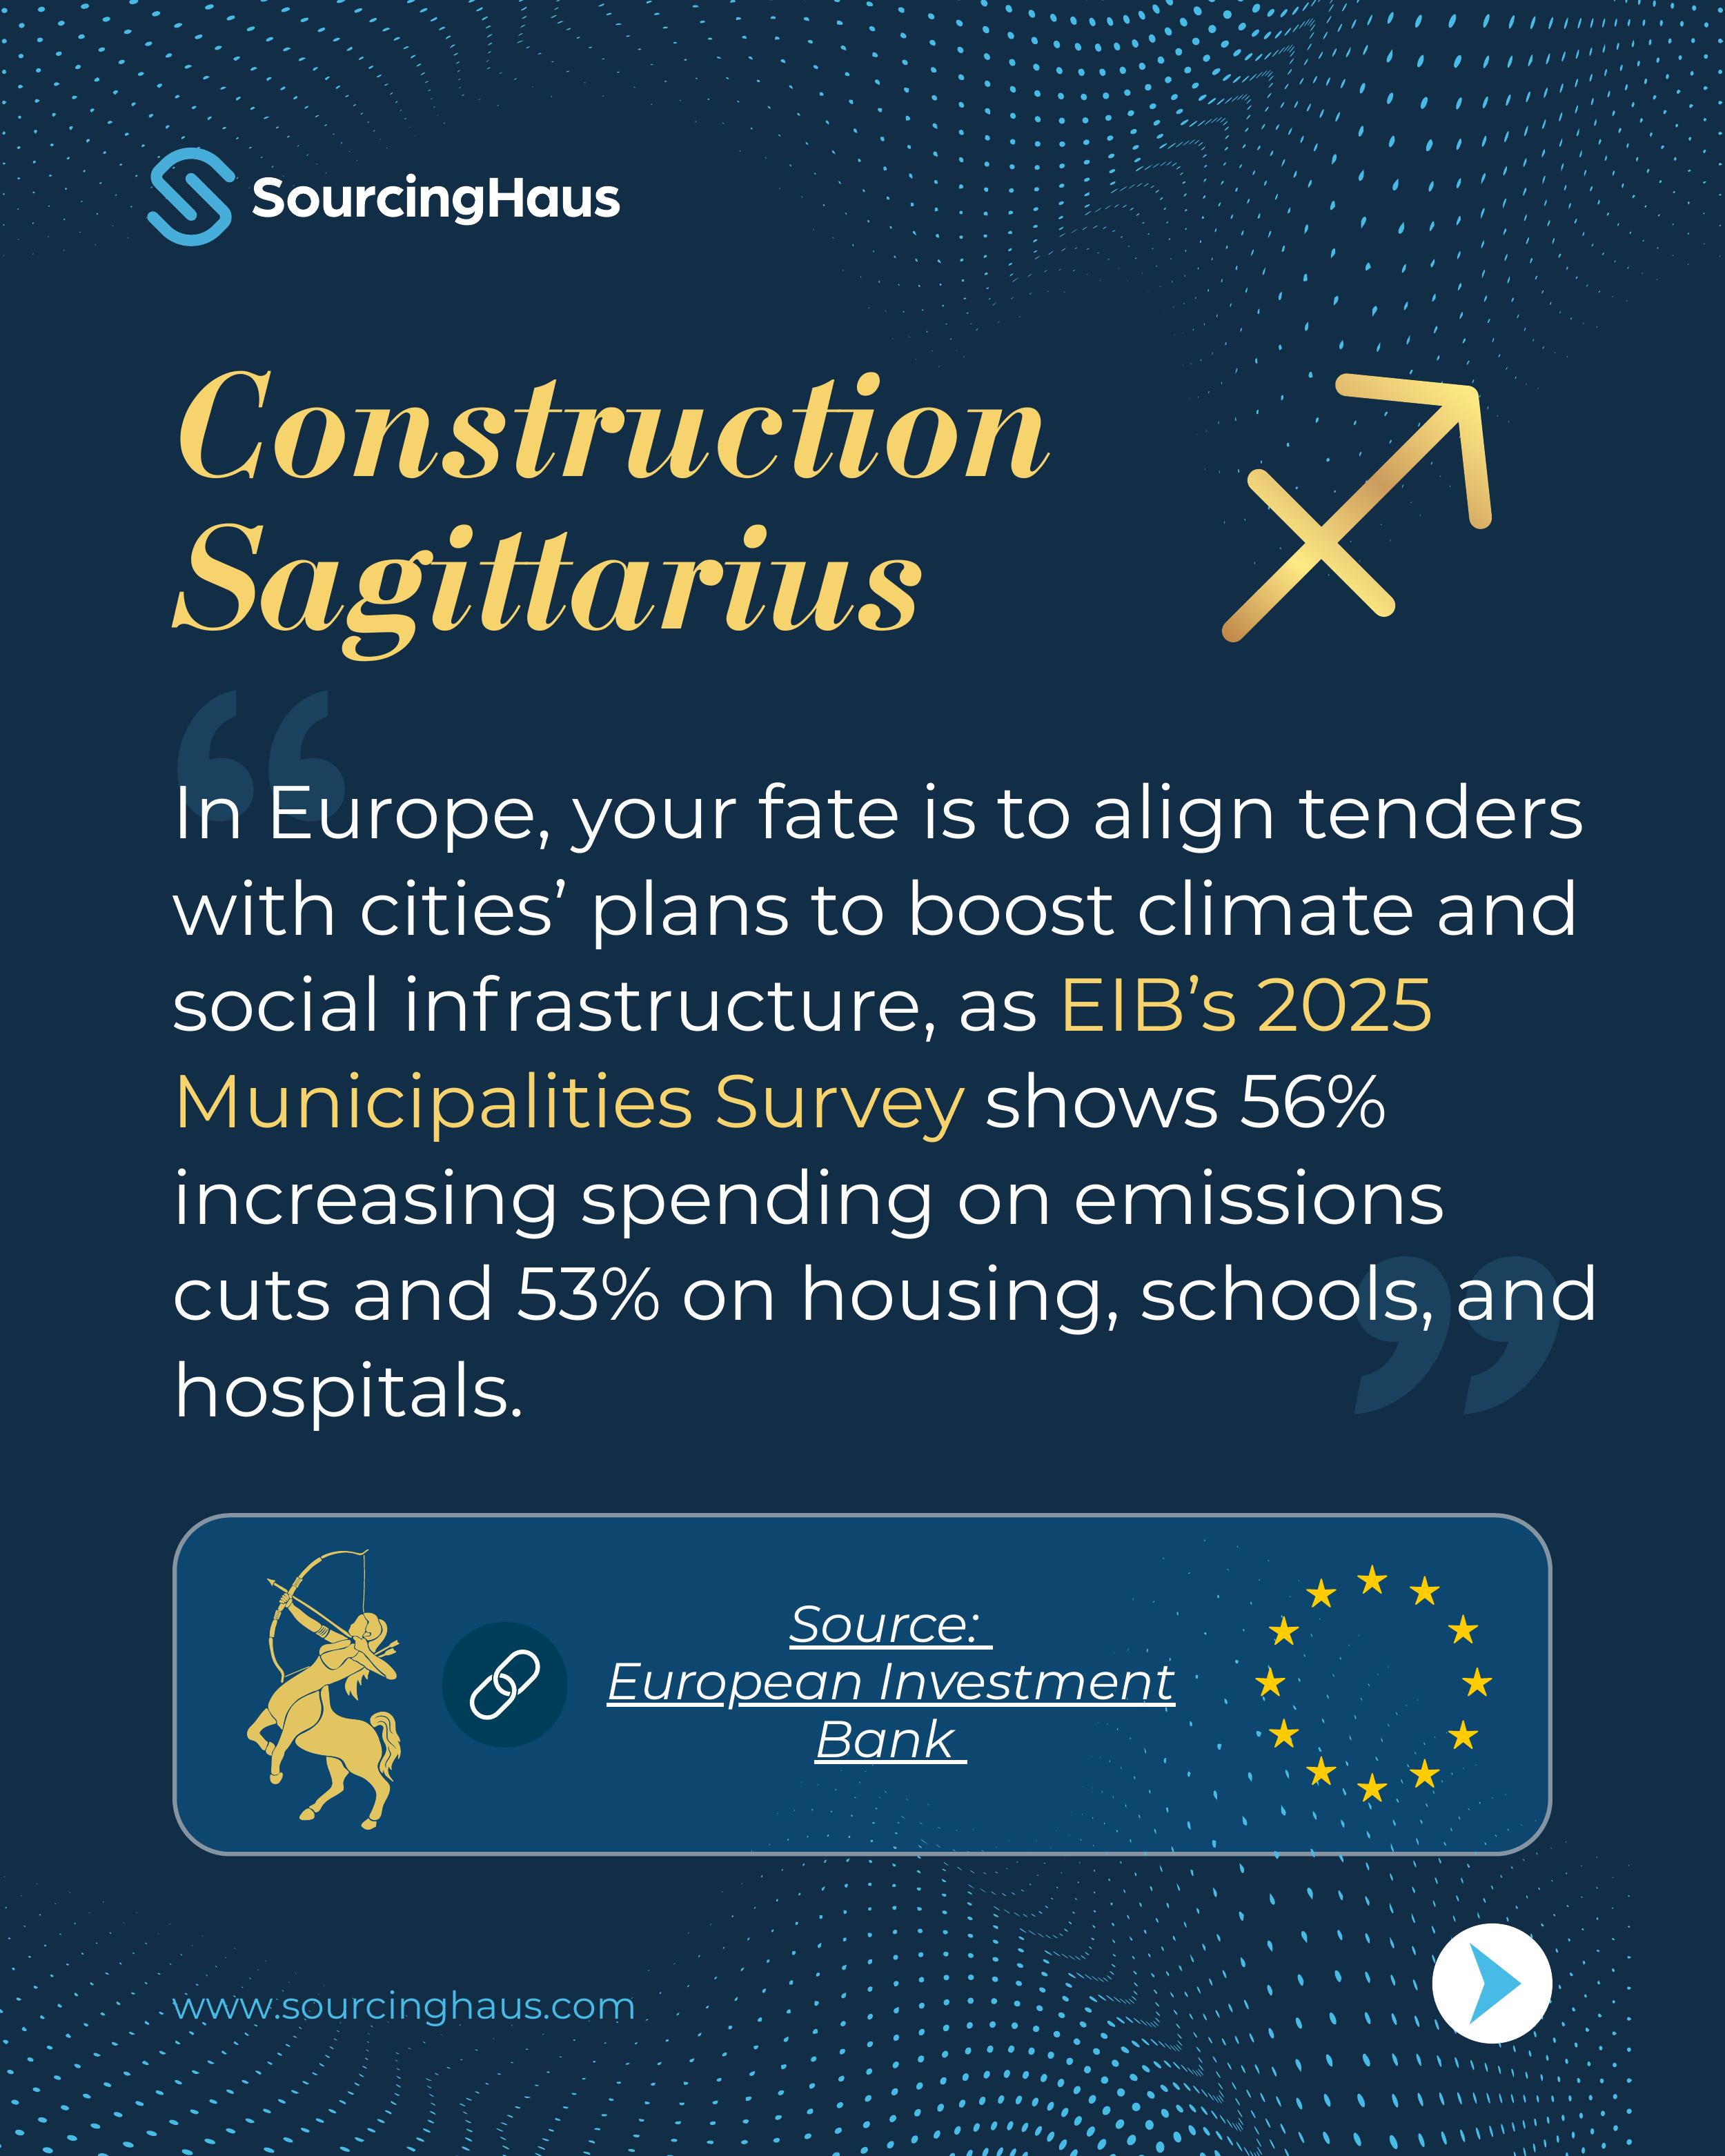 SourcingHaus
Construction
Sagittarius
“
In Europe, your fate is to align tenders
with cities’ plans to boost climate and
social infrastructure, as EIB’s 2025
Municipalities Survey shows 56%
increasing spending on emissions
cuts and 53% on housing, schools, and
hospitals.
”
Source:
European Investment
Bank
www.sourcinghaus.com